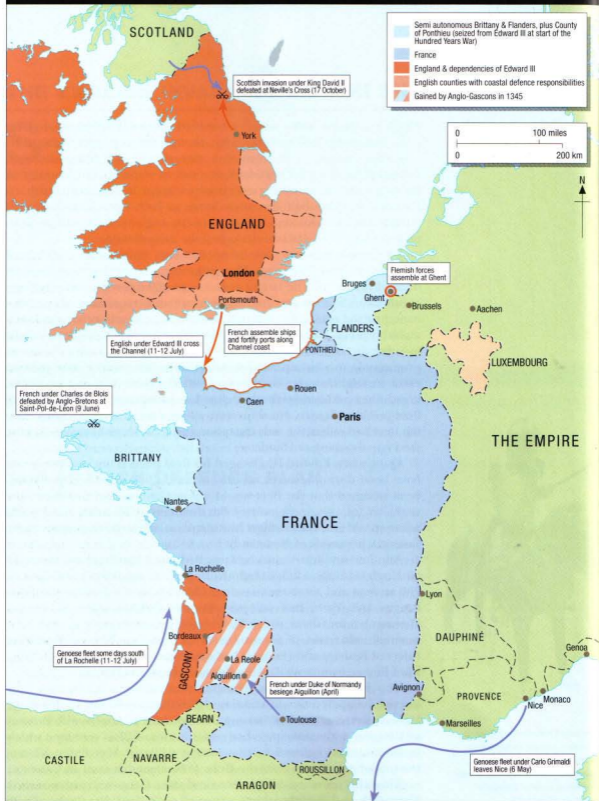 SCOTLAND
Semi autonomous Brittany & Flanders, plus County
of Ponthieu (seized from Edward III at start of the
Hundred Years War)
France
England & dependencies of Edward III
English counties with coastal defence responsibilities
Gained by Anglo-Gascons in 1345
0 100 miles
0 200 km
N
Scottish invasion under King David II
defeated at Neville's Cross (17 October)
York
ENGLAND
London
Portsmouth
Flemish forces
assemble at Ghent
Bruges
Ghent
Brussels
Aachen
FLANDERS
PONTHIEU
LUXEMBOURG
English under Edward III cross
the Channel (11-12 July)
French assemble ships
and fortify ports along
Channel coast
Rouen
Caen
Paris
French under Charles de Blois
defeated by Anglo-Bretons at
Saint-Pol-de-Léon (9 June)
BRITTANY
THE EMPIRE
Nantes
FRANCE
La Rochelle
Lyon
Bordeaux
DAUPHINÉ
Genoese fleet some days south
of La Rochelle (11-12 July)
GASCONY
La Reole
Aiguillon
French under Duke of Normandy
besiege Aiguillon (April)
Genoa
Avignon
PROVENCE
Monaco
Nice
BEARN
Toulouse
Marseilles
CASTILE
NAVARRE
ROUSSILLON
ARAGON
Genoese fleet under Carlo Grimaldi
leaves Nice (6 May)